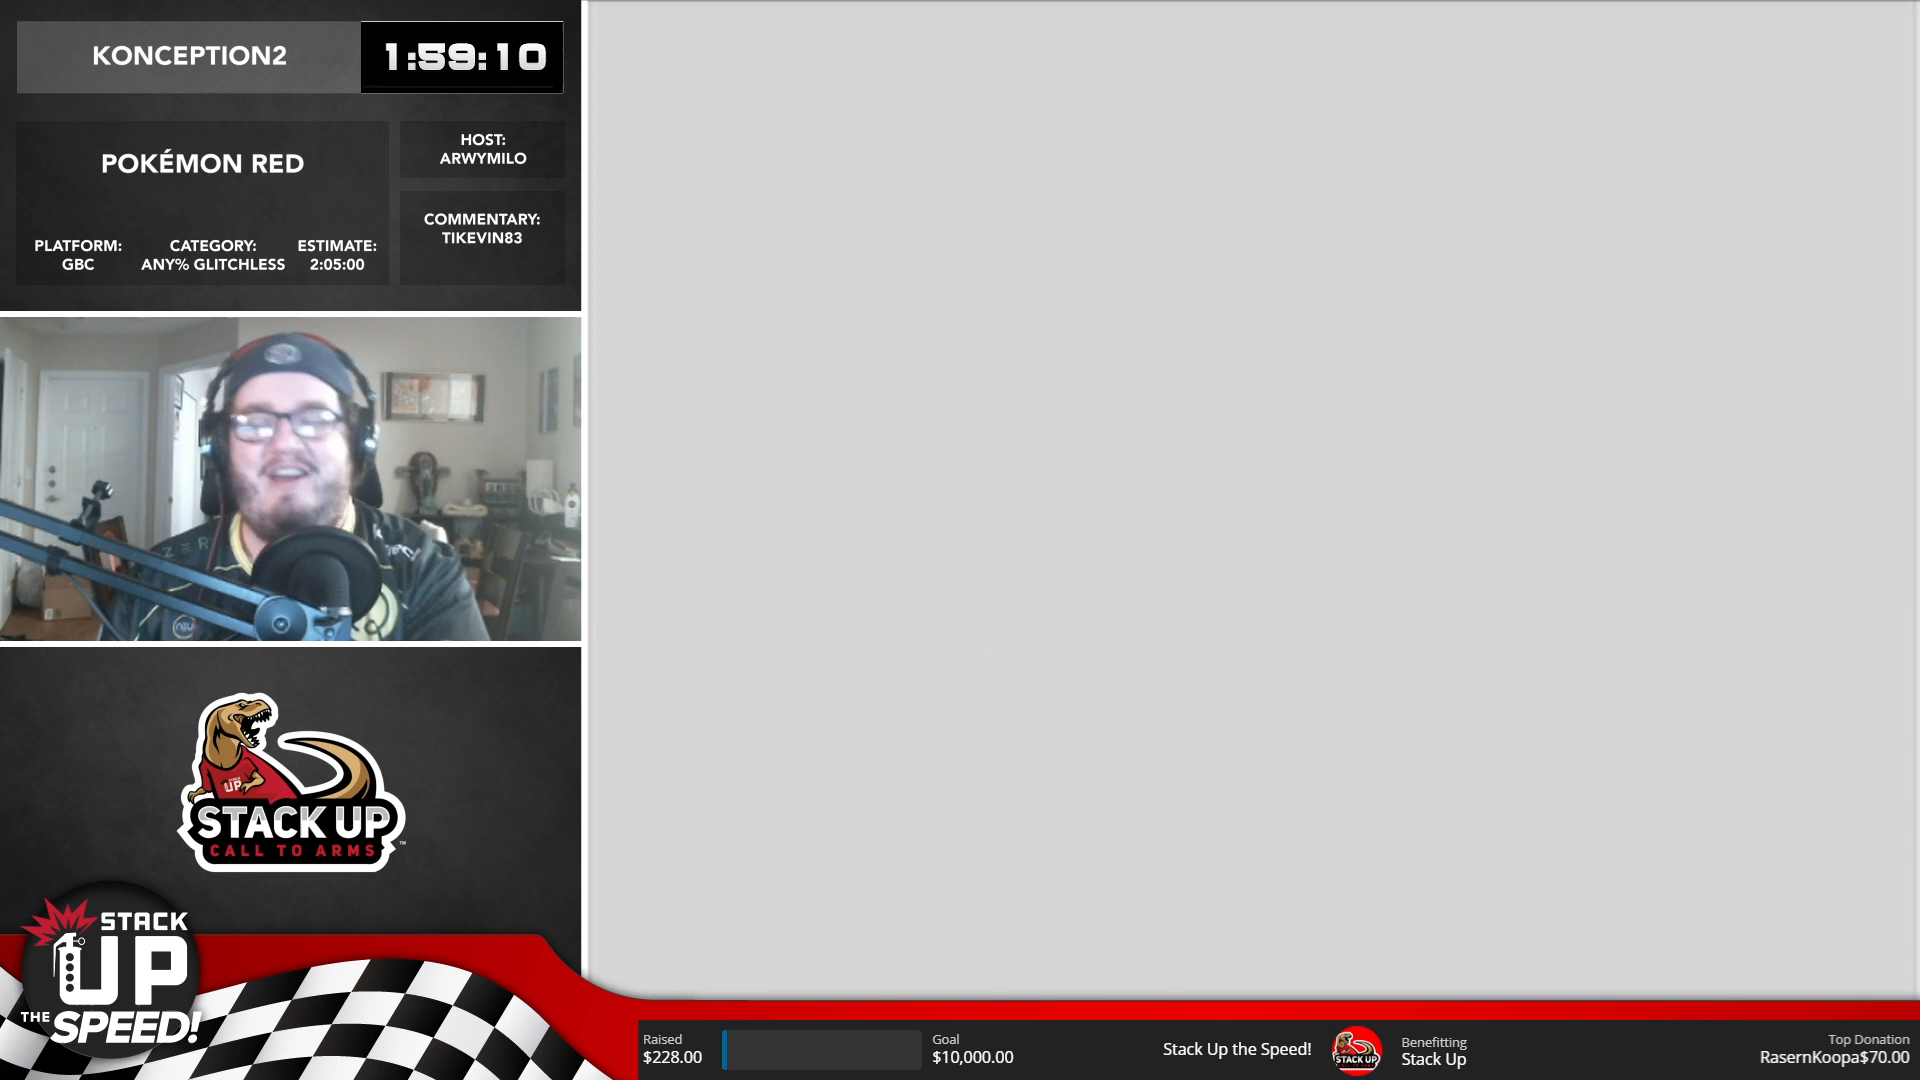 KONCEPTION2
1:59:10
POKÉMON RED
PLATFORM:
GBC
CATEGORY:
ANY% GLITCHLESS
ESTIMATE:
2:05:00
HOST:
ARWYMILO
COMMENTARY:
TIKEVIN83
STACK UP
CALL TO ARMS
STACK
UP
THE SPEED!
Raised
$228.00
Goal
$10,000.00
Stack Up the Speed!
STACK UP
Benefitting
Stack Up
Top Donation
RasernKoopa$70.00